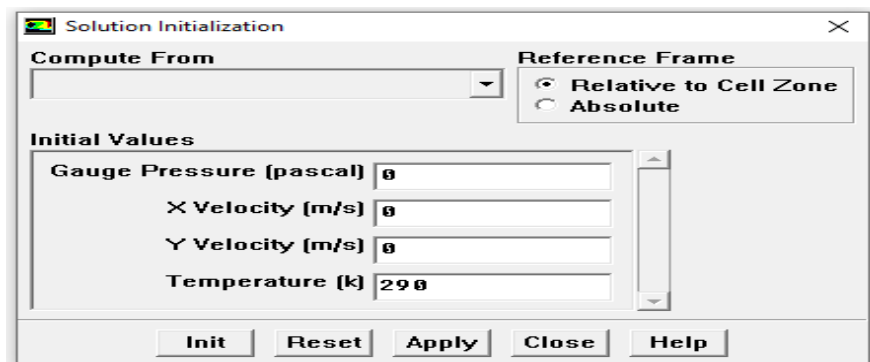 Solution Initialization
Compute From
Reference Frame
Relative to Cell Zone
Absolute
Initial Values
Gauge Pressure (pascal) 0
X Velocity (m/s) 0
Y Velocity (m/s) 0
Temperature (k) 290
Init Reset Apply Close Help